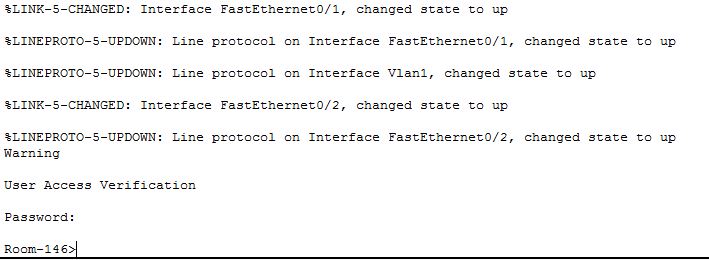 %LINK-5-CHANGED: Interface FastEthernet0/1, changed state to up
%LINEPROTO-5-UPDOWN: Line protocol on Interface FastEthernet0/1, changed state to up
%LINEPROTO-5-UPDOWN: Line protocol on Interface Vlan1, changed state to up
%LINK-5-CHANGED: Interface FastEthernet0/2, changed state to up
%LINEPROTO-5-UPDOWN: Line protocol on Interface FastEthernet0/2, changed state to up
Warning
User Access Verification
Password:
Room-146>